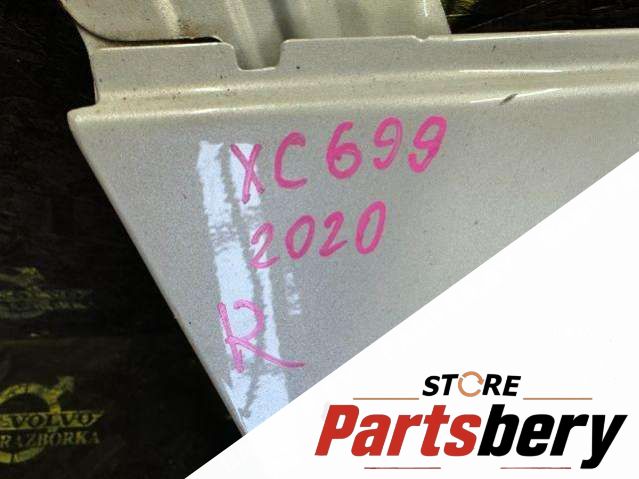 XC699
2020
R
VOLVO
RAZBORKA
STORE
Partsbery